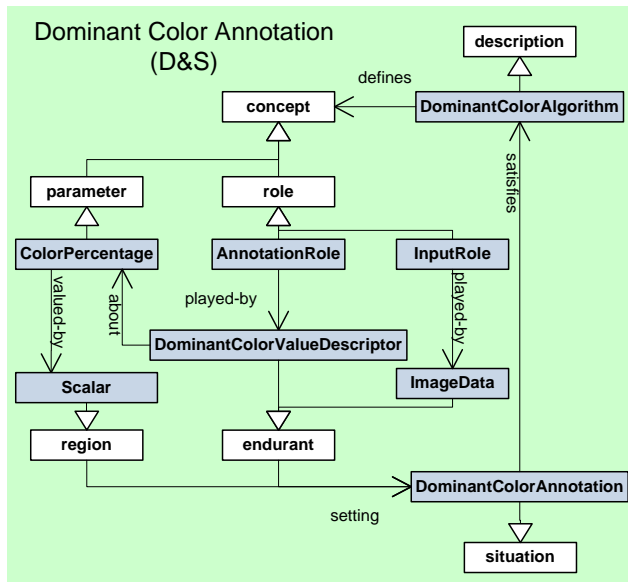 Dominant Color Annotation
(D&S)
description
defines
concept
DominantColorAlgorithm
satisfies
parameter
role
ColorPercentage
AnnotationRole
InputRole
valued-by
about
played-by
played-by
DominantColorValueDescriptor
Scalar
ImageData
region
endurant
DominantColorAnnotation
setting
situation